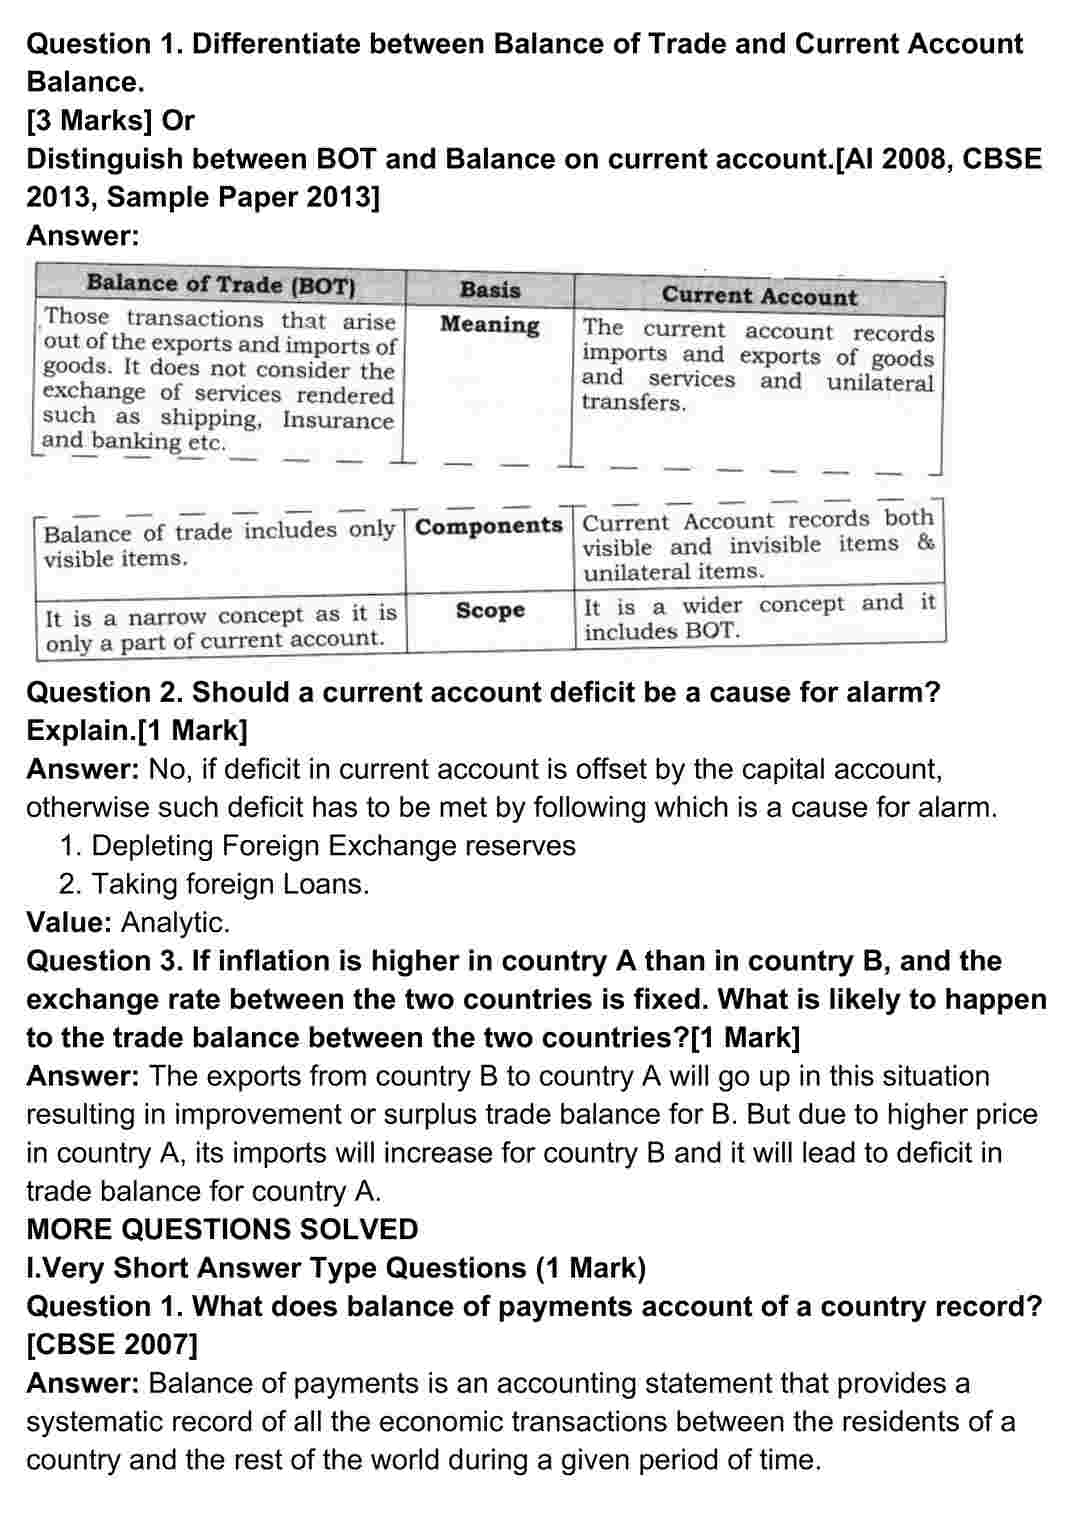 Question 1. Differentiate between Balance of Trade and Current Account
Balance.
[3 Marks] Or
Distinguish between BOT and Balance on current account.[AI 2008, CBSE
2013, Sample Paper 2013]
Answer:
Balance of Trade (BOT) Basis Current Account
Those transactions that arise
out of the exports and imports of
goods. It does not consider the
exchange of services rendered
such as shipping, Insurance
and banking etc.
Meaning
The current account records
imports and exports of goods
and services and unilateral
transfers.
Balance of trade includes only
visible items.
Components
Current Account records both
visible and invisible items &
unilateral items.
It is a narrow concept as it is
only a part of current account.
Scope
It is a wider concept and it
includes BOT.
Question 2. Should a current account deficit be a cause for alarm?
Explain.[1 Mark]
Answer: No, if deficit in current account is offset by the capital account,
otherwise such deficit has to be met by following which is a cause for alarm.
1. Depleting Foreign Exchange reserves
2. Taking foreign Loans.
Value: Analytic.
Question 3. If inflation is higher in country A than in country B, and the
exchange rate between the two countries is fixed. What is likely to happen
to the trade balance between the two countries?[1 Mark]
Answer: The exports from country B to country A will go up in this situation
resulting in improvement or surplus trade balance for B. But due to higher price
in country A, its imports will increase for country B and it will lead to deficit in
trade balance for country A.
MORE QUESTIONS SOLVED
I.Very Short Answer Type Questions (1 Mark)
Question 1. What does balance of payments account of a country record?
[CBSE 2007]
Answer: Balance of payments is an accounting statement that provides a
systematic record of all the economic transactions between the residents of a
country and the rest of the world during a given period of time.